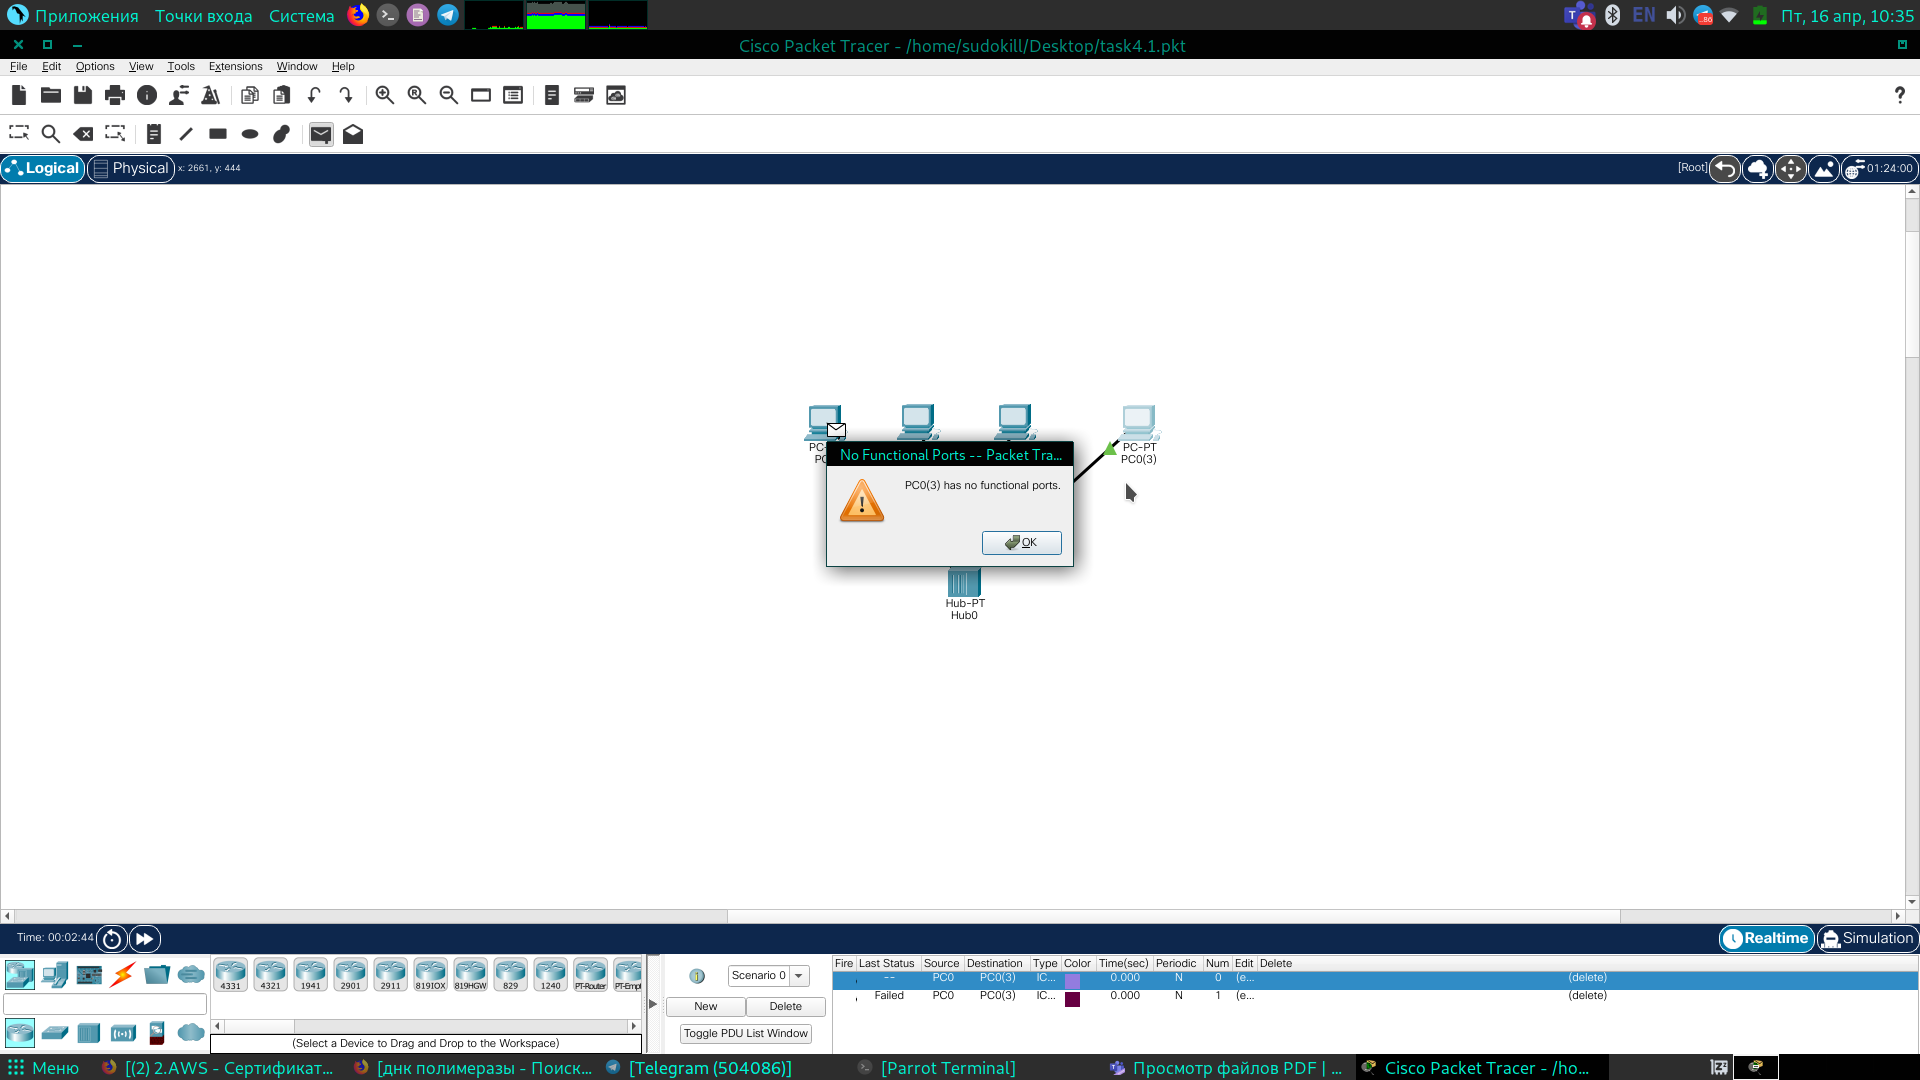 Приложения Точки входа Система EN 86 Пт, 16 апр, 10:35
Cisco Packet Tracer - /home/sudokill/Desktop/task4.1.pkt
File Edit Options View Tools Extensions Window Help
Logical Physical x: 2661, y: 444 [Root] 01:24:00
PC-PT
PC0(3)
No Functional Ports -- Packet Tra...
PC0(3) has no functional ports.
OK
Hub-PT
Hub0
Time: 00:02:44 Realtime Simulation
4331 4321 1941 2901 2911 819IOX 819HGW 829 1240 PT-Router PT-Empt
(Select a Device to Drag and Drop to the Workspace)
Scenario 0
New Delete
Toggle PDU List Window
Fire Last Status Source Destination Type Color Time(sec) Periodic Num Edit Delete
-- PC0 PC0(3) IC... 0.000 N 0 (e... (delete)
Failed PC0 PC0(3) IC... 0.000 N 1 (e... (delete)
Меню [(2) 2.AWS - Сертификат... [днк полимеразы - Поиск... [Telegram (504086)] [Parrot Terminal] Просмотр файлов PDF | ... Cisco Packet Tracer - /ho...